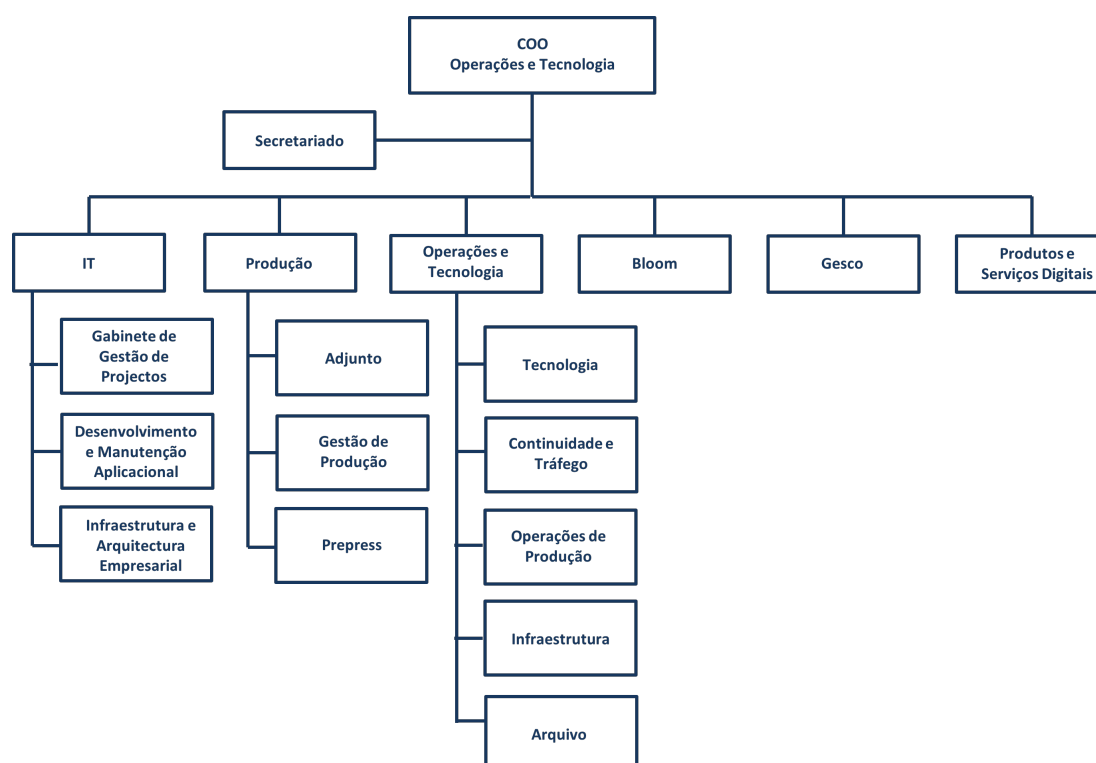 COO
Operações e Tecnologia
Secretariado
IT
Produção
Operações e
Tecnologia
Bloom
Gesco
Produtos e
Serviços Digitais
Gabinete de
Gestão de
Projectos
Desenvolvimento
e Manutenção
Aplicacional
Infraestrutura e
Arquitectura
Empresarial
Adjunto
Gestão de
Produção
Prepress
Tecnologia
Continuidade e
Tráfego
Operações de
Produção
Infraestrutura
Arquivo